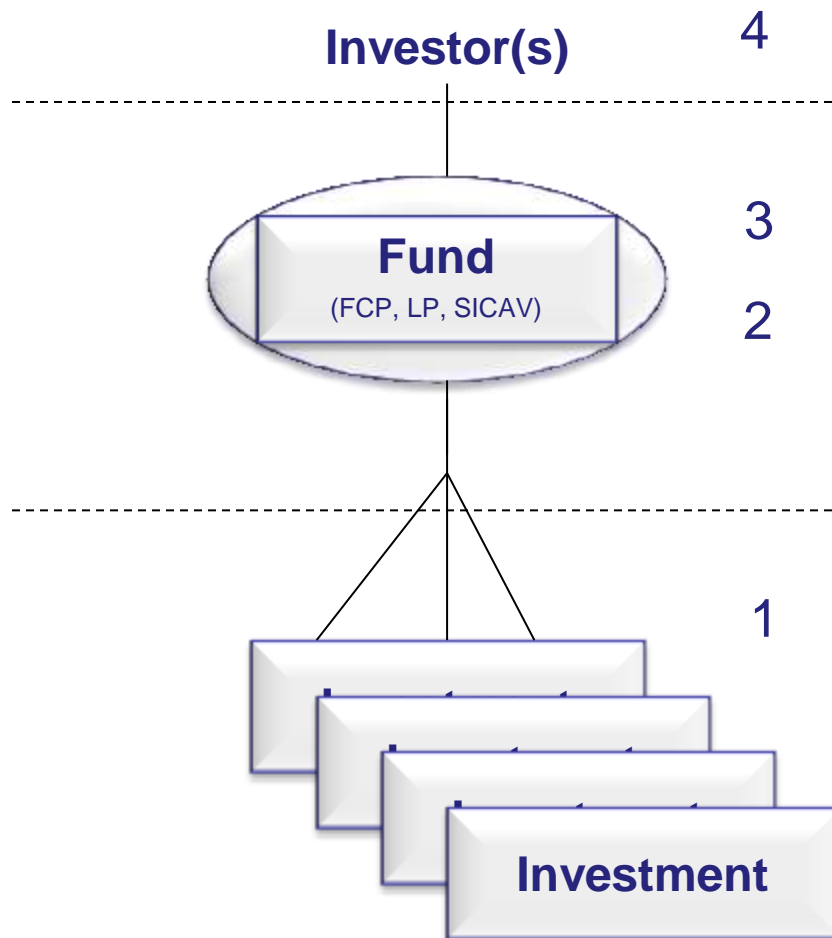 Investor(s) 4
Fund
(FCP, LP, SICAV)
3
2
1
Investment